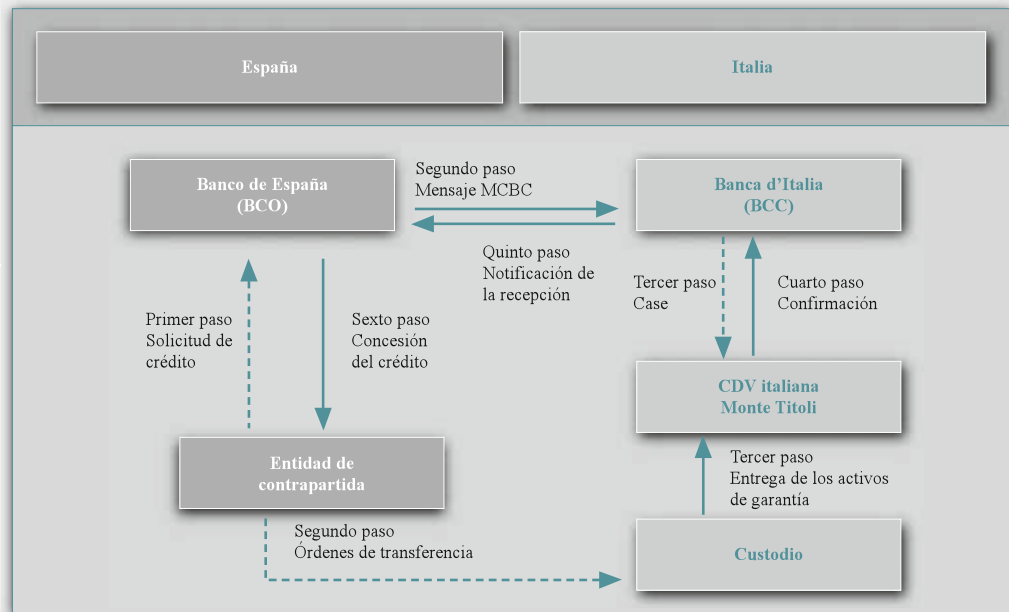 España
Italia
Banco de España
(BCO)
Segundo paso
Mensaje MCBC
Banca d'Italia
(BCC)
Quinto paso
Notificación de
la recepción
Tercer paso
Case
Cuarto paso
Confirmación
Primer paso
Solicitud de
crédito
Sexto paso
Concesión
del crédito
CDV italiana
Monte Titoli
Entidad de
contrapartida
Tercer paso
Entrega de los activos
de garantía
Segundo paso
Órdenes de transferencia
Custodio